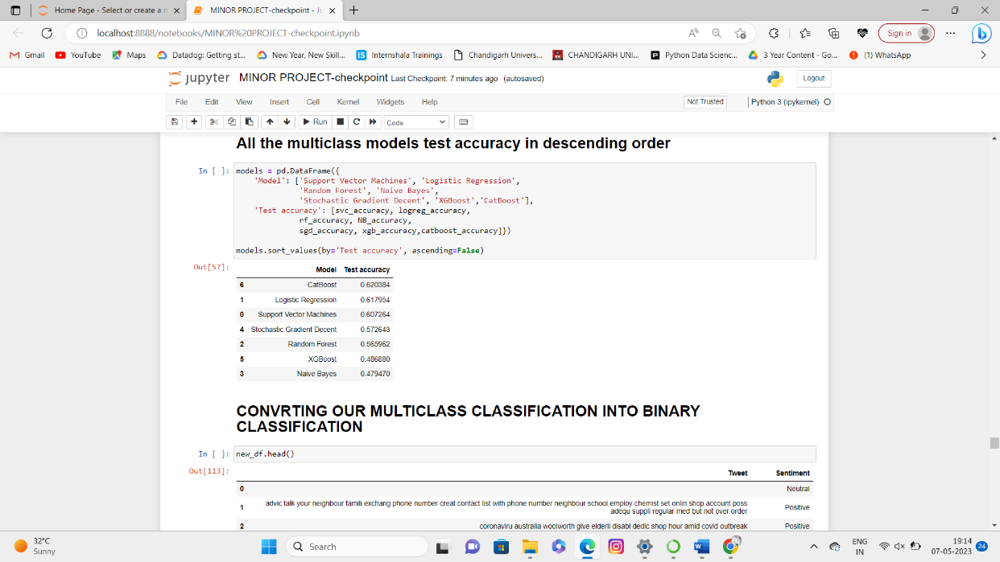 Home Page - Select or create a n
MINOR PROJECT-checkpoint - Ju
localhost:8888/notebooks/MINOR%20PROJECT-checkpoint.ipynb
Sign in
Gmail YouTube Maps Datadog: Getting st... New Year, New Skill... Internshala Trainings Chandigarh Univers... CHANDIGARH UNI... Python Data Scienc... 3 Year Content - Go... (1) WhatsApp
jupyter MINOR PROJECT-checkpoint Last Checkpoint: 7 minutes ago (autosaved)
Logout
File Edit View Insert Cell Kernel Widgets Help
Not Trusted
Python 3 (ipykernel)
Run
Code
All the multiclass models test accuracy in descending order
In [ ]: models = pd.DataFrame({
'Model': ['Support Vector Machines', 'Logistic Regression',
'Random Forest', 'Naive Bayes',
'Stochastic Gradient Decent', 'XGBoost','CatBoost'],
'Test accuracy': [svc_accuracy, logreg_accuracy,
rf_accuracy, NB_accuracy,
sgd_accuracy, xgb_accuracy,catboost_accuracy]})
models.sort_values(by='Test accuracy', ascending=False)
Out[57]:
Model Test accuracy
6 CatBoost 0.620384
1 Logistic Regression 0.617954
0 Support Vector Machines 0.607264
4 Stochastic Gradient Decent 0.572643
2 Random Forest 0.565962
5 XGBoost 0.486880
3 Naive Bayes 0.479470
CONVRTING OUR MULTICLASS CLASSIFICATION INTO BINARY
CLASSIFICATION
In [ ]: new_df.head()
Out[113]:
Tweet Sentiment
0 Neutral
1 advic talk your neighbour famili exchang phone number creat contact list with phone number neighbour school employ chemist set onlin shop account poss
adequ suppli regular med but not over order Positive
2 coronaviru australia woolworth give elderli disabl dedic shop hour amid covid outbreak Positive
32°C
Sunny
Search
ENG
IN
19:14
07-05-2023
24